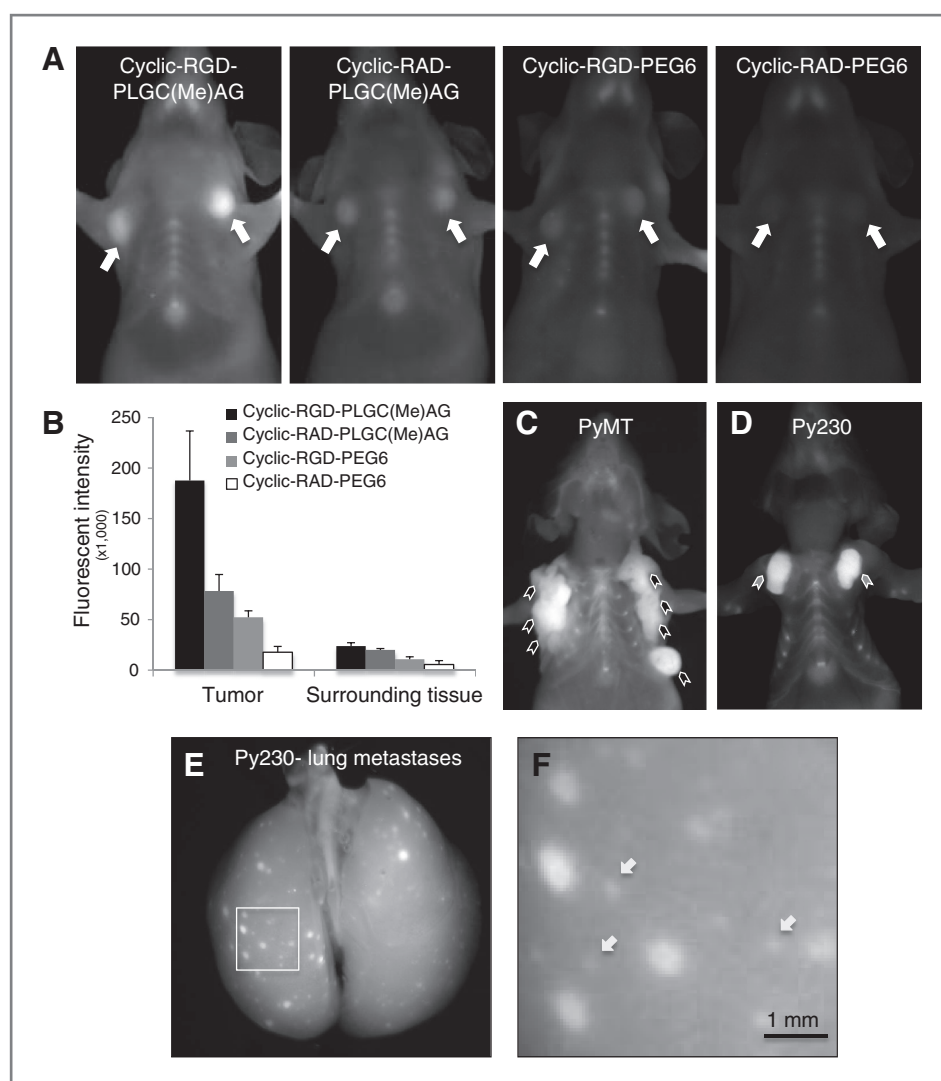 A
Cyclic-RGD-
PLGC(Me)AG
Cyclic-RAD-
PLGC(Me)AG
Cyclic-RGD-PEG6
Cyclic-RAD-PEG6
B
Fluorescent intensity
(x1,000)
250
200
150
100
50
0
Cyclic-RGD-PLGC(Me)AG
Cyclic-RAD-PLGC(Me)AG
Cyclic-RGD-PEG6
Cyclic-RAD-PEG6
Tumor
Surrounding tissue
C
PyMT
D
Py230
E
Py230- lung metastases
F
1 mm